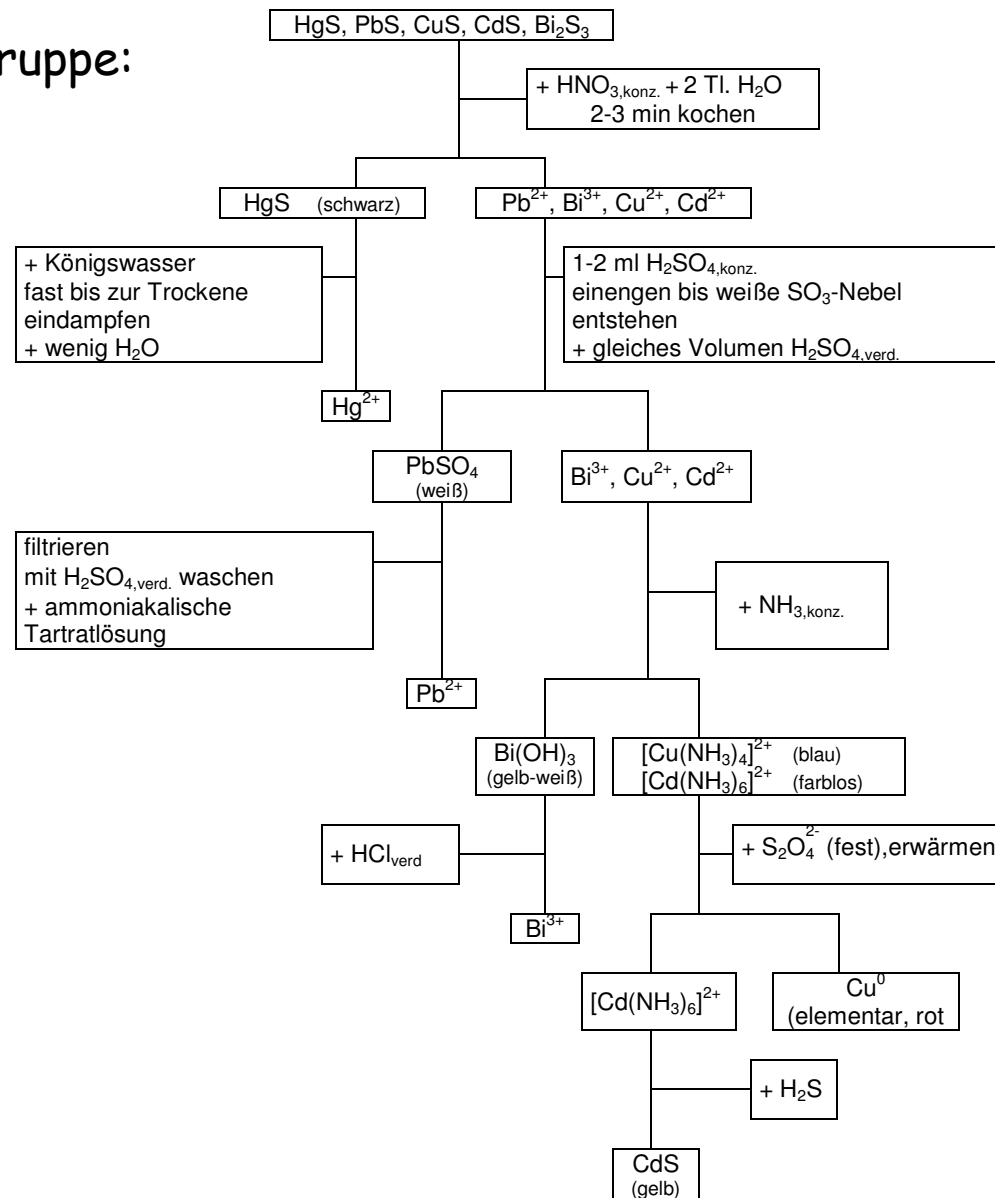 ruppe:
HgS, PbS, CuS, CdS, Bi₂S₃
+ HNO₃,konz. + 2 Tl. H₂O
2-3 min kochen
HgS (schwarz)
Pb²⁺, Bi³⁺, Cu²⁺, Cd²⁺
+ Königswasser
fast bis zur Trockene
eindampfen
+ wenig H₂O
1-2 ml H₂SO₄,konz.
einengen bis weiße SO₃-Nebel
entstehen
+ gleiches Volumen H₂SO₄,verd.
Hg²⁺
PbSO₄
(weiß)
Bi³⁺, Cu²⁺, Cd²⁺
filtrieren
mit H₂SO₄,verd. waschen
+ ammoniakalische
Tartratlösung
+ NH₃,konz.
Pb²⁺
Bi(OH)₃
(gelb-weiß)
[Cu(NH₃)₄]²⁺ (blau)
[Cd(NH₃)₆]²⁺ (farblos)
+ HClverd
+ S₂O₄²⁻ (fest),erwärmen
Bi³⁺
[Cd(NH₃)₆]²⁺
Cu⁰
(elementar, rot
+ H₂S
CdS
(gelb)